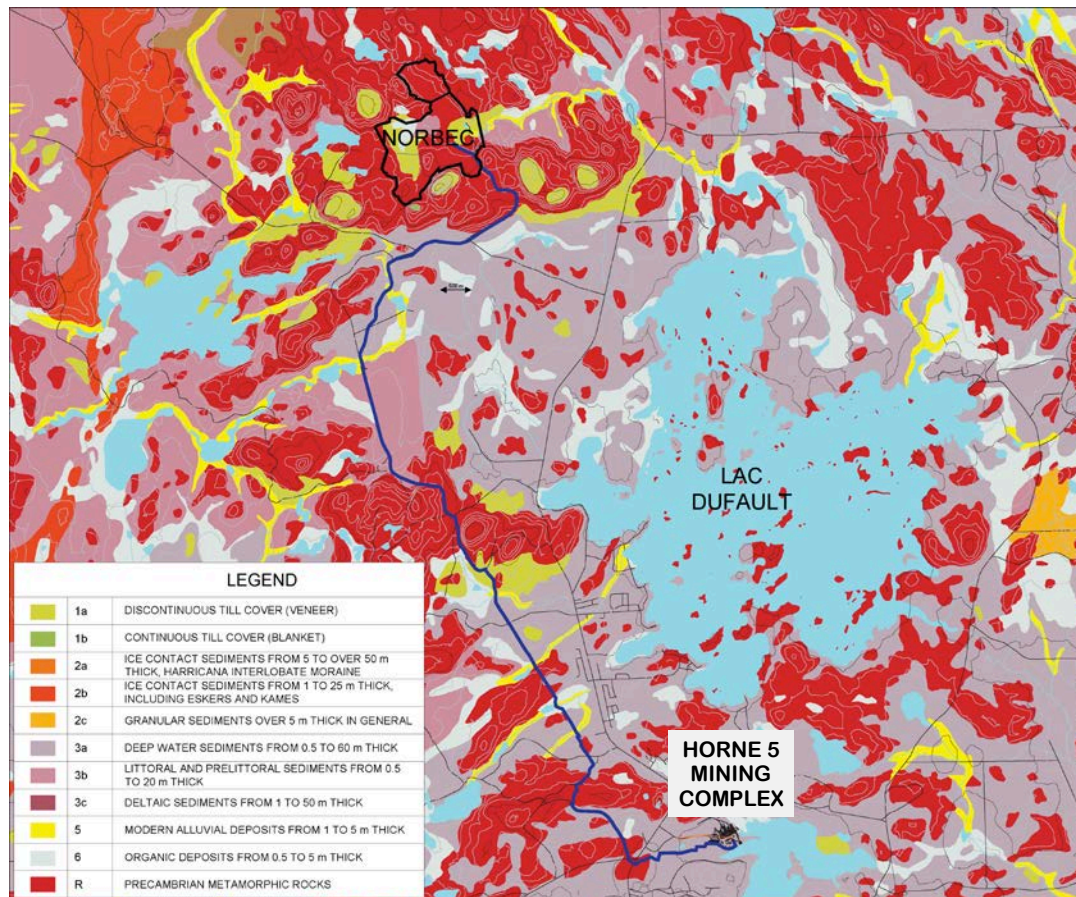 NORBEC
LAC
DUFAULT
HORNE 5
MINING
COMPLEX
LEGEND
1a DISCONTINUOUS TILL COVER (VENEER)
1b CONTINUOUS TILL COVER (BLANKET)
2a ICE CONTACT SEDIMENTS FROM 5 TO OVER 50 m
THICK, HARRICANA INTERLOBATE MORAINE
2b ICE CONTACT SEDIMENTS FROM 1 TO 25 m THICK,
INCLUDING ESKERS AND KAMES
2c GRANULAR SEDIMENTS OVER 5 m THICK IN GENERAL
3a DEEP WATER SEDIMENTS FROM 0.5 TO 60 m THICK
3b LITTORAL AND PRELITTORAL SEDIMENTS FROM 0.5
TO 20 m THICK
3c DELTAIC SEDIMENTS FROM 1 TO 50 m THICK
5 MODERN ALLUVIAL DEPOSITS FROM 1 TO 5 m THICK
6 ORGANIC DEPOSITS FROM 0.5 TO 5 m THICK
R PRECAMBRIAN METAMORPHIC ROCKS